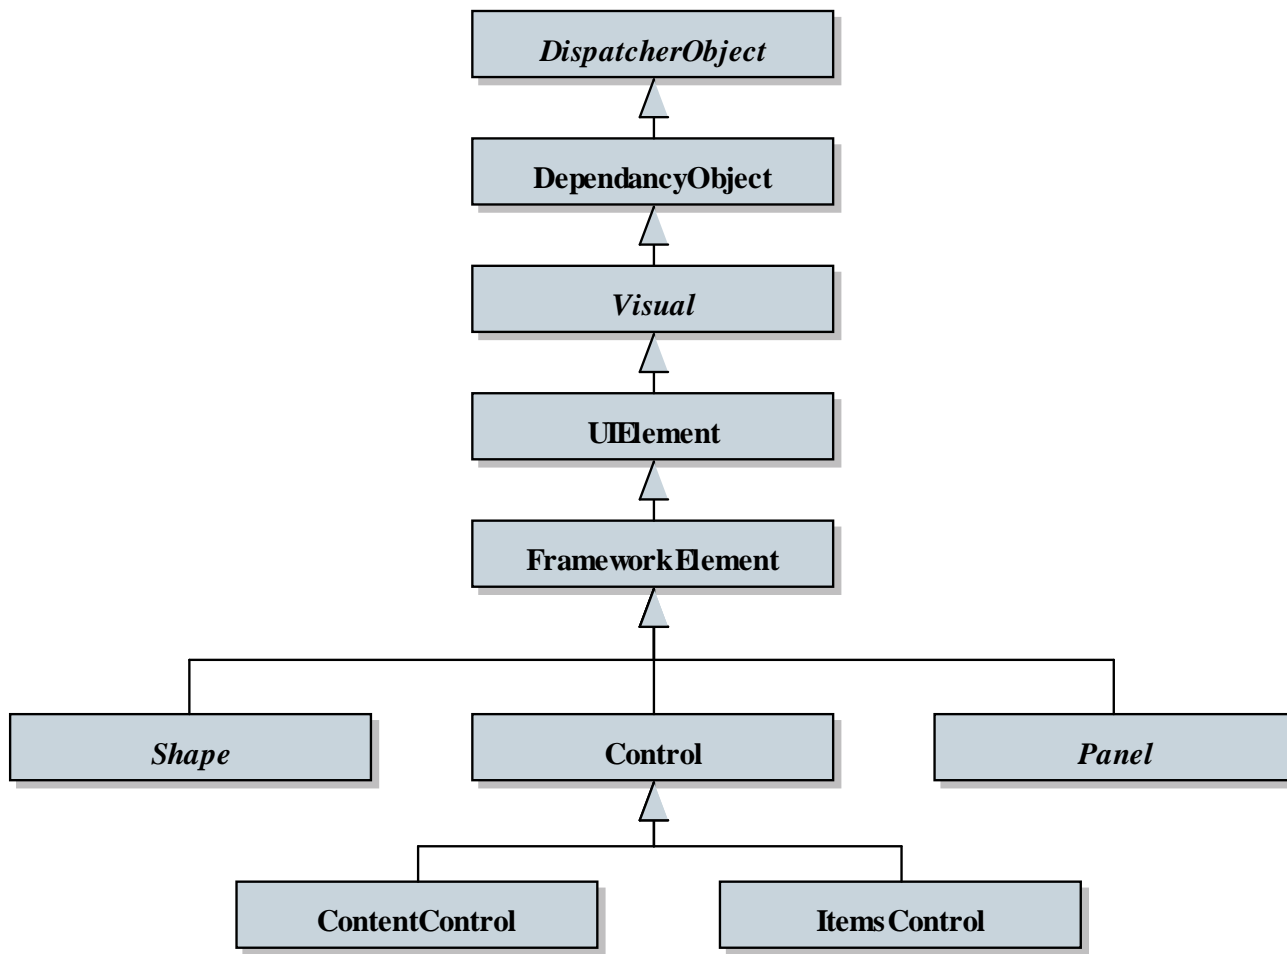 DispatcherObject
DependancyObject
Visual
UIElement
FrameworkElement
Shape
Control
Panel
ContentControl
ItemsControl